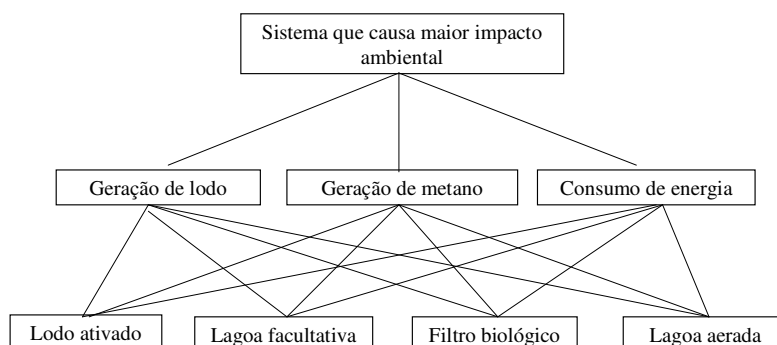 Sistema que causa maior impacto
ambiental
Geração de lodo
Geração de metano
Consumo de energia
Lodo ativado
Lagoa facultativa
Filtro biológico
Lagoa aerada